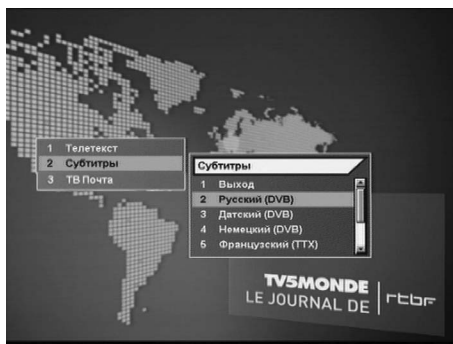 1 Телетекст
2 Субтитры
3 ТВ Почта
Субтитры
1 Выход
2 Русский (DVB)
3 Датский (DVB)
4 Немецкий (DVB)
5 Французский (TTX)
TV5MONDE
LE JOURNAL DE
rtbf